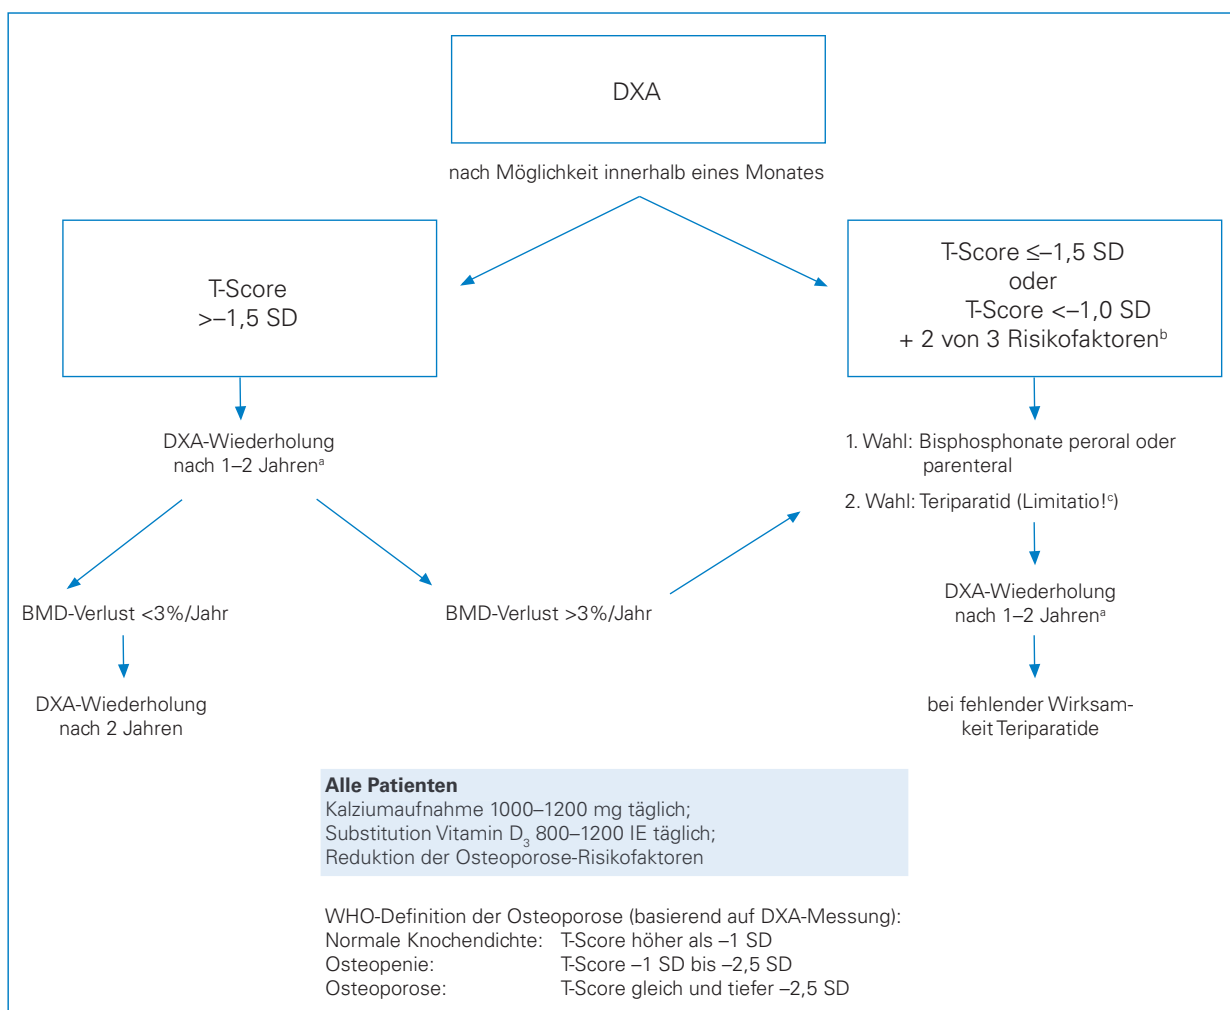 DXA
nach Möglichkeit innerhalb eines Monates
T-Score
>–1,5 SD
T-Score ≤–1,5 SD
oder
T-Score <–1,0 SD
+ 2 von 3 Risikofaktorenᵇ
DXA-Wiederholung
nach 1–2 Jahrenᵃ
1. Wahl: Bisphosphonate peroral oder
parenteral
2. Wahl: Teriparatid (Limitatio!ᶜ)
BMD-Verlust <3%/Jahr
BMD-Verlust >3%/Jahr
DXA-Wiederholung
nach 1–2 Jahrenᵃ
DXA-Wiederholung
nach 2 Jahren
bei fehlender Wirksam-
keit Teriparatide
Alle Patienten
Kalziumaufnahme 1000–1200 mg täglich;
Substitution Vitamin D₃ 800–1200 IE täglich;
Reduktion der Osteoporose-Risikofaktoren
WHO-Definition der Osteoporose (basierend auf DXA-Messung):
Normale Knochendichte: T-Score höher als –1 SD
Osteopenie: T-Score –1 SD bis –2,5 SD
Osteoporose: T-Score gleich und tiefer –2,5 SD